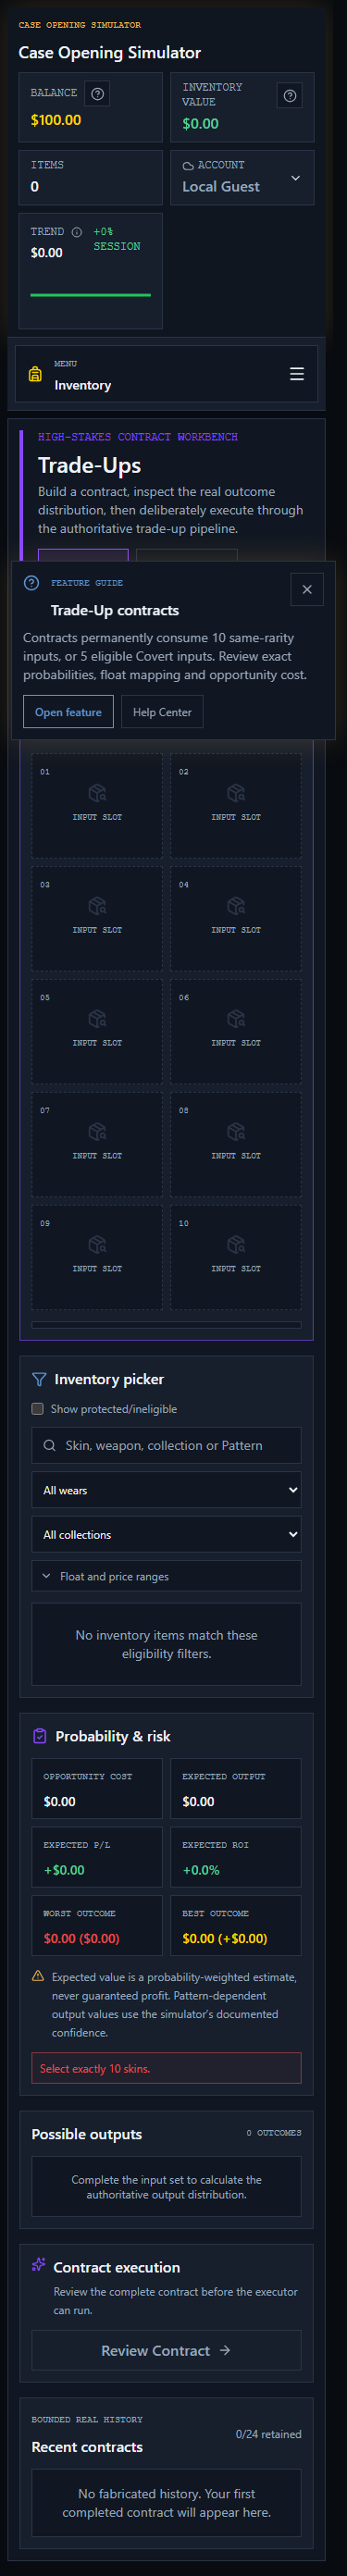 CASE OPENING SIMULATOR
Case Opening Simulator
BALANCE
$100.00
INVENTORY
VALUE
$0.00
ITEMS
0
ACCOUNT
Local Guest
TREND
$0.00
+0%
SESSION
MENU
Inventory
HIGH-STAKES CONTRACT WORKBENCH
Trade-Ups
Build a contract, inspect the real outcome
distribution, then deliberately execute through
the authoritative trade-up pipeline.
FEATURE GUIDE
Trade-Up contracts
Contracts permanently consume 10 same-rarity
inputs, or 5 eligible Covert inputs. Review exact
probabilities, float mapping and opportunity cost.
Open feature
Help Center
01
INPUT SLOT
02
INPUT SLOT
03
INPUT SLOT
04
INPUT SLOT
05
INPUT SLOT
06
INPUT SLOT
07
INPUT SLOT
08
INPUT SLOT
09
INPUT SLOT
10
INPUT SLOT
Inventory picker
Show protected/ineligible
Skin, weapon, collection or Pattern
All wears
All collections
Float and price ranges
No inventory items match these
eligibility filters.
Probability & risk
OPPORTUNITY COST
$0.00
EXPECTED OUTPUT
$0.00
EXPECTED P/L
+$0.00
EXPECTED ROI
+0.0%
WORST OUTCOME
$0.00 ($0.00)
BEST OUTCOME
$0.00 (+$0.00)
Expected value is a probability-weighted estimate,
never guaranteed profit. Pattern-dependent
output values use the simulator's documented
confidence.
Select exactly 10 skins.
Possible outputs
0 OUTCOMES
Complete the input set to calculate the
authoritative output distribution.
Contract execution
Review the complete contract before the executor
can run.
Review Contract
BOUNDED REAL HISTORY
Recent contracts
0/24 retained
No fabricated history. Your first
completed contract will appear here.